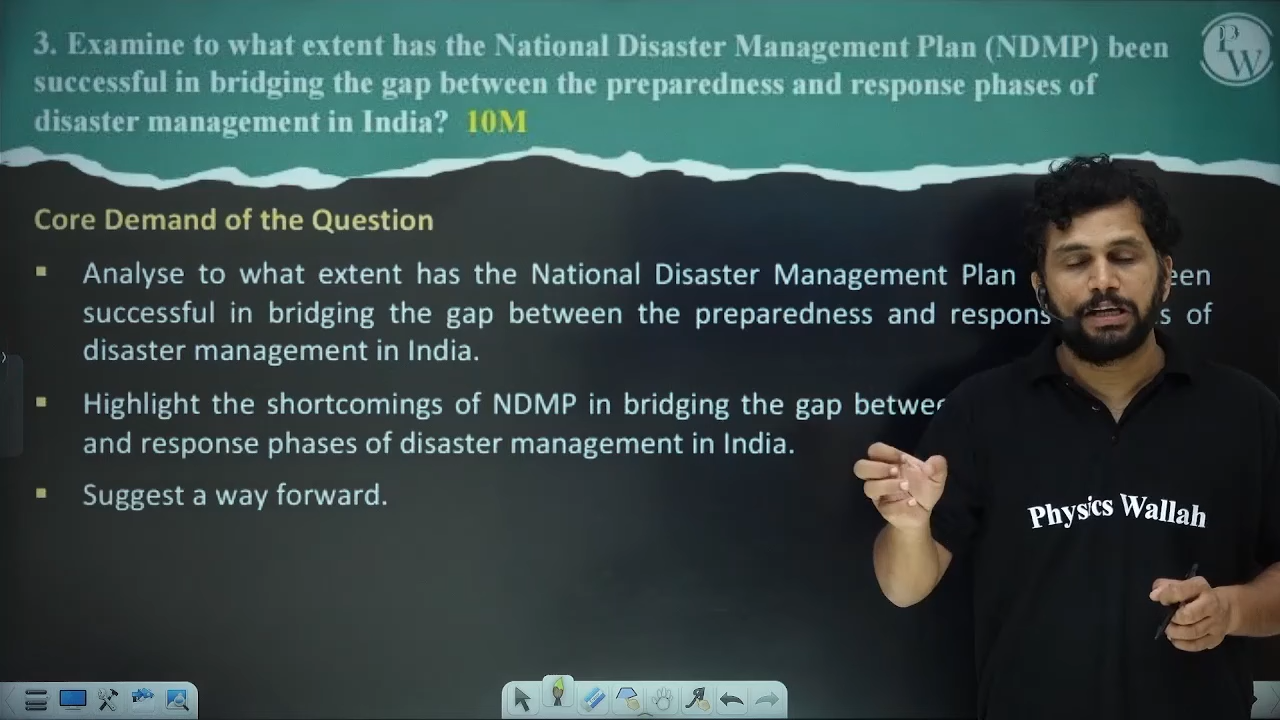 3. Examine to what extent has the National Disaster Management Plan (NDMP) been
successful in bridging the gap between the preparedness and response phases of
disaster management in India? 10M
PW
Core Demand of the Question
▪ Analyse to what extent has the National Disaster Management Plan een
successful in bridging the gap between the preparedness and respons s of
disaster management in India.
▪ Highlight the shortcomings of NDMP in bridging the gap betwee
and response phases of disaster management in India.
▪ Suggest a way forward.
Physics Wallah